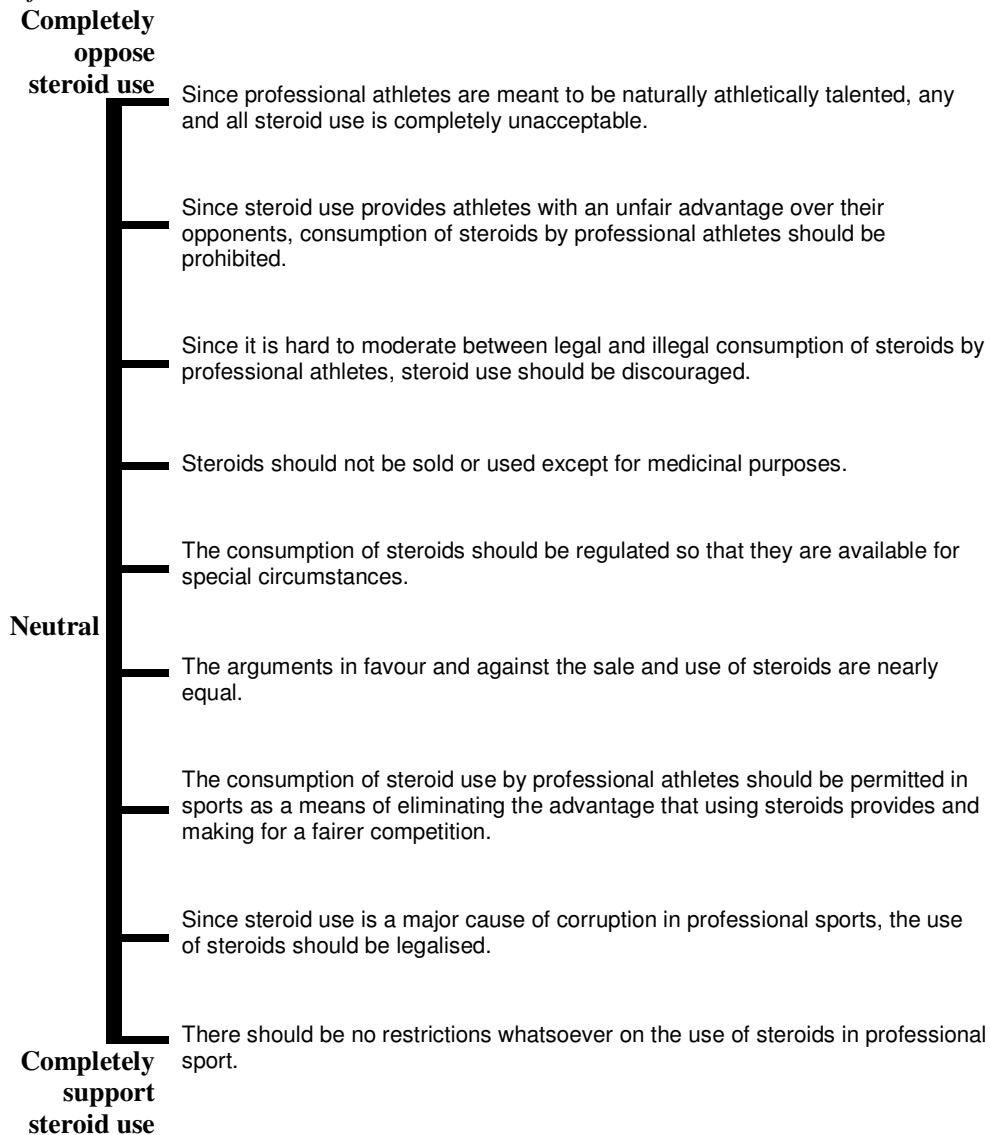 Completely
oppose
steroid use
Since professional athletes are meant to be naturally athletically talented, any
and all steroid use is completely unacceptable.
Since steroid use provides athletes with an unfair advantage over their
opponents, consumption of steroids by professional athletes should be
prohibited.
Since it is hard to moderate between legal and illegal consumption of steroids by
professional athletes, steroid use should be discouraged.
Steroids should not be sold or used except for medicinal purposes.
The consumption of steroids should be regulated so that they are available for
special circumstances.
Neutral
The arguments in favour and against the sale and use of steroids are nearly
equal.
The consumption of steroid use by professional athletes should be permitted in
sports as a means of eliminating the advantage that using steroids provides and
making for a fairer competition.
Since steroid use is a major cause of corruption in professional sports, the use
of steroids should be legalised.
There should be no restrictions whatsoever on the use of steroids in professional
sport.
Completely
support
steroid use